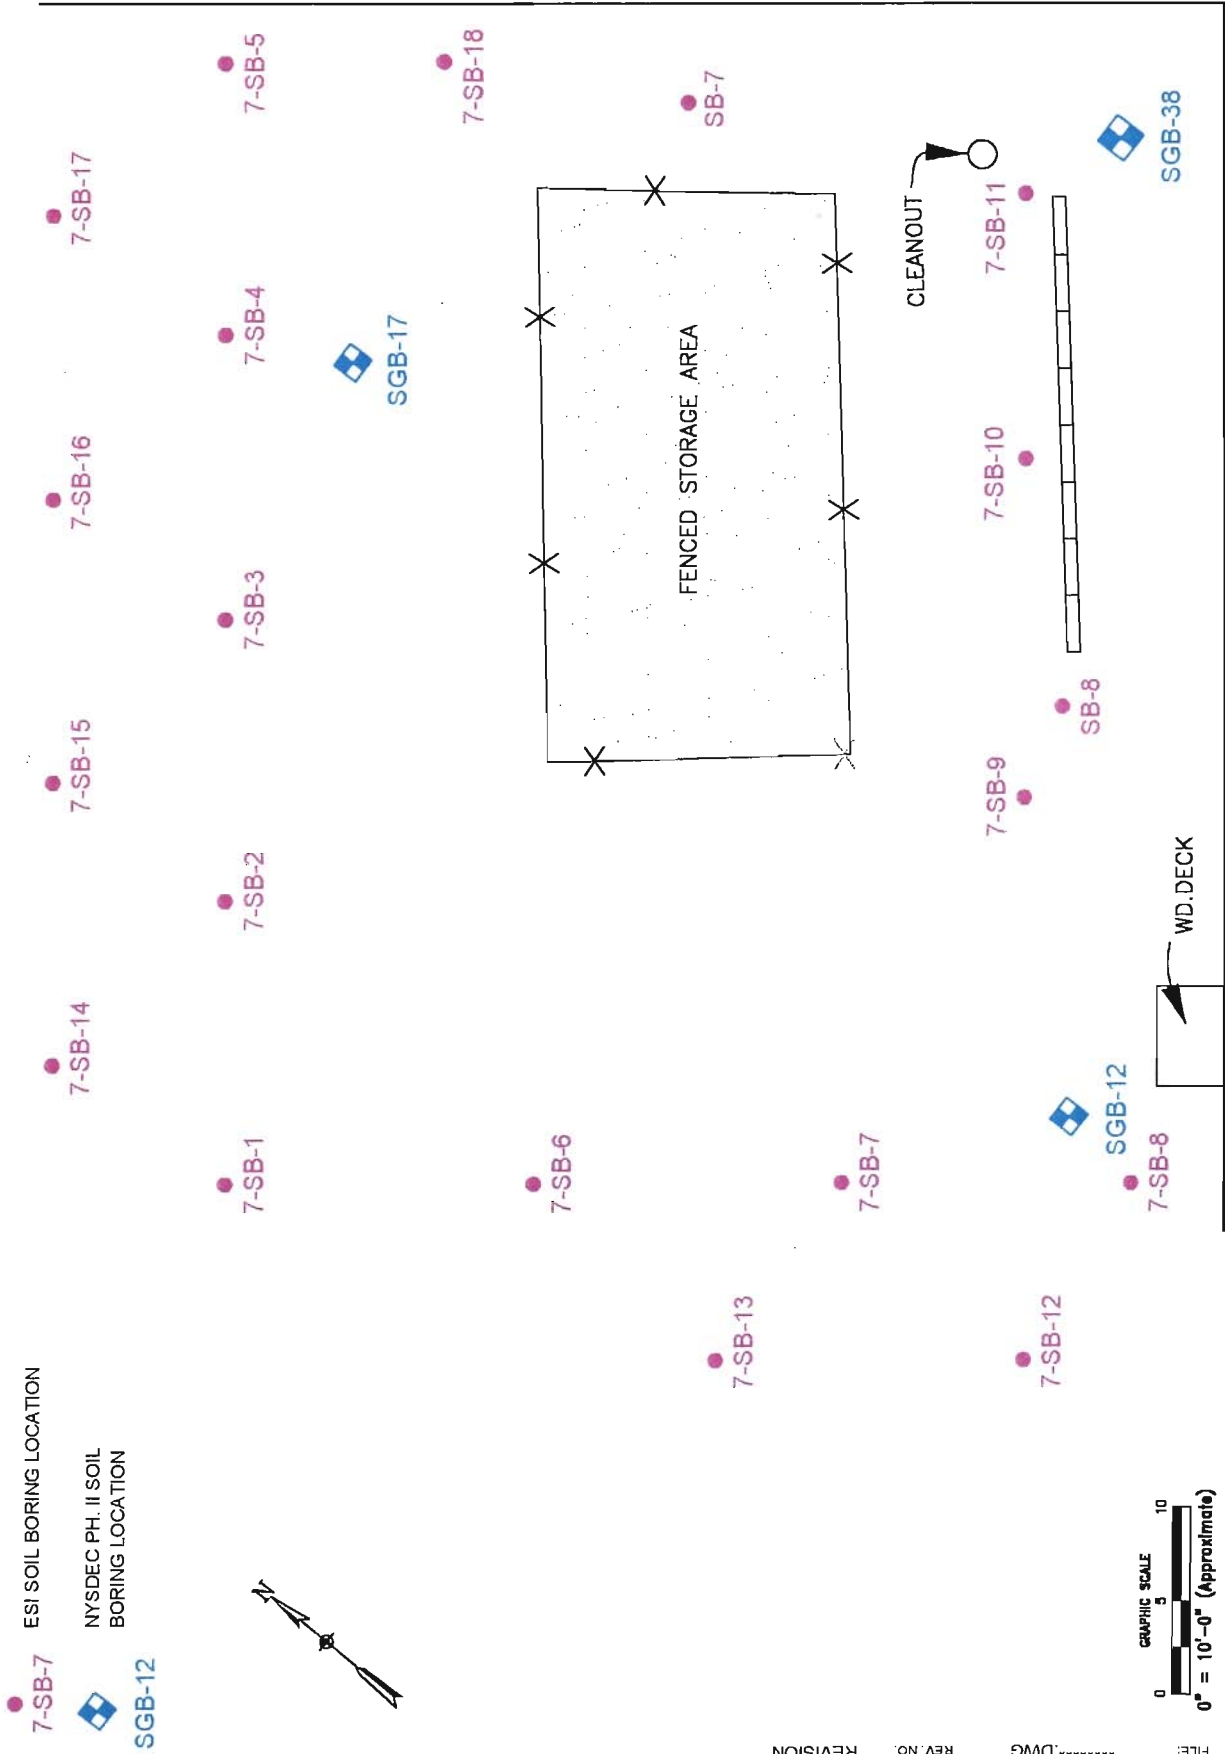 7-SB-7
ESI SOIL BORING LOCATION
SGB-12
NYSDEC PH. II SOIL
BORING LOCATION
N
7-SB-14
7-SB-15
7-SB-16
7-SB-17
7-SB-1
7-SB-2
7-SB-3
7-SB-4
7-SB-5
SGB-17
7-SB-18
7-SB-6
FENCED STORAGE AREA
SB-7
7-SB-13
7-SB-7
CLEANOUT
7-SB-12
7-SB-9
7-SB-10
7-SB-11
SB-8
SGB-12
SGB-38
7-SB-8
WD.DECK
GRAPHIC SCALE
0 5 10
0" = 10'-0" (Approximate)
FILE:
.DWG
REV. NO.
REVISION